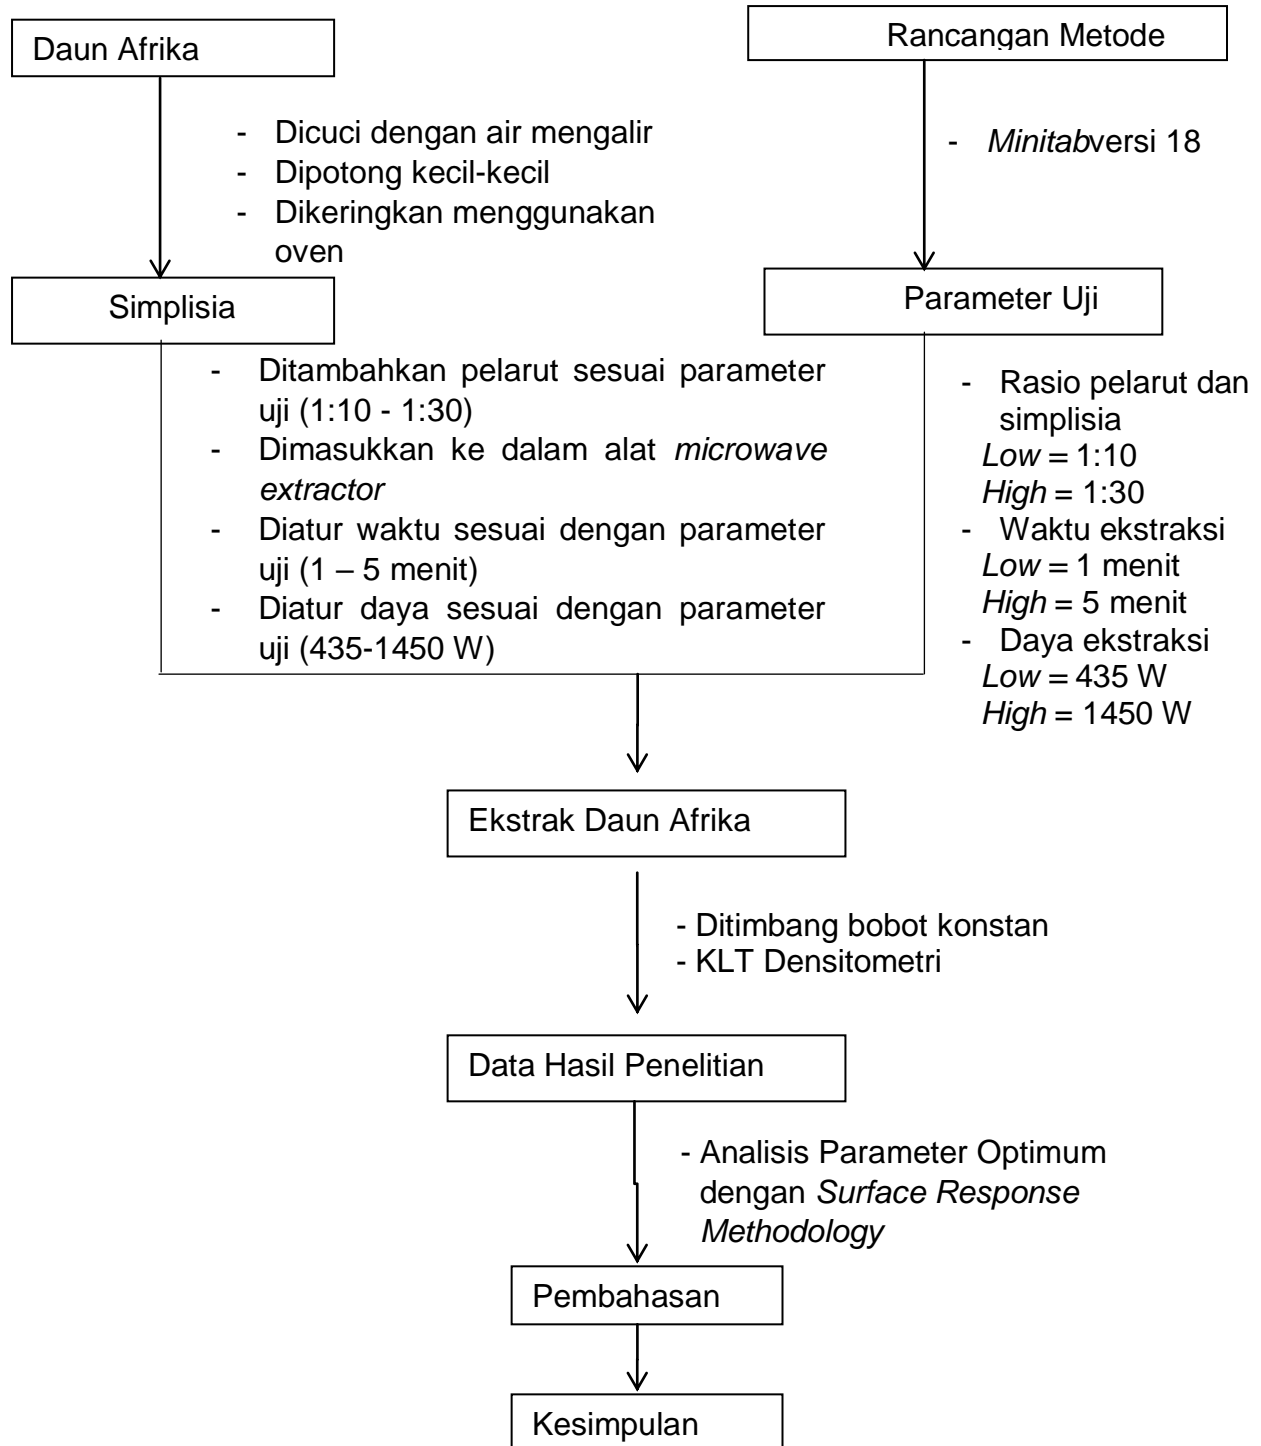 Daun Afrika
Rancangan Metode
- Dicuci dengan air mengalir
- Dipotong kecil-kecil
- Dikeringkan menggunakan
oven
- Minitabversi 18
Simplisia
Parameter Uji
- Ditambahkan pelarut sesuai parameter
uji (1:10 - 1:30)
- Dimasukkan ke dalam alat microwave
extractor
- Diatur waktu sesuai dengan parameter
uji (1 – 5 menit)
- Diatur daya sesuai dengan parameter
uji (435-1450 W)
- Rasio pelarut dan
simplisia
Low = 1:10
High = 1:30
- Waktu ekstraksi
Low = 1 menit
High = 5 menit
- Daya ekstraksi
Low = 435 W
High = 1450 W
Ekstrak Daun Afrika
- Ditimbang bobot konstan
- KLT Densitometri
Data Hasil Penelitian
- Analisis Parameter Optimum
dengan Surface Response
Methodology
Pembahasan
Kesimpulan